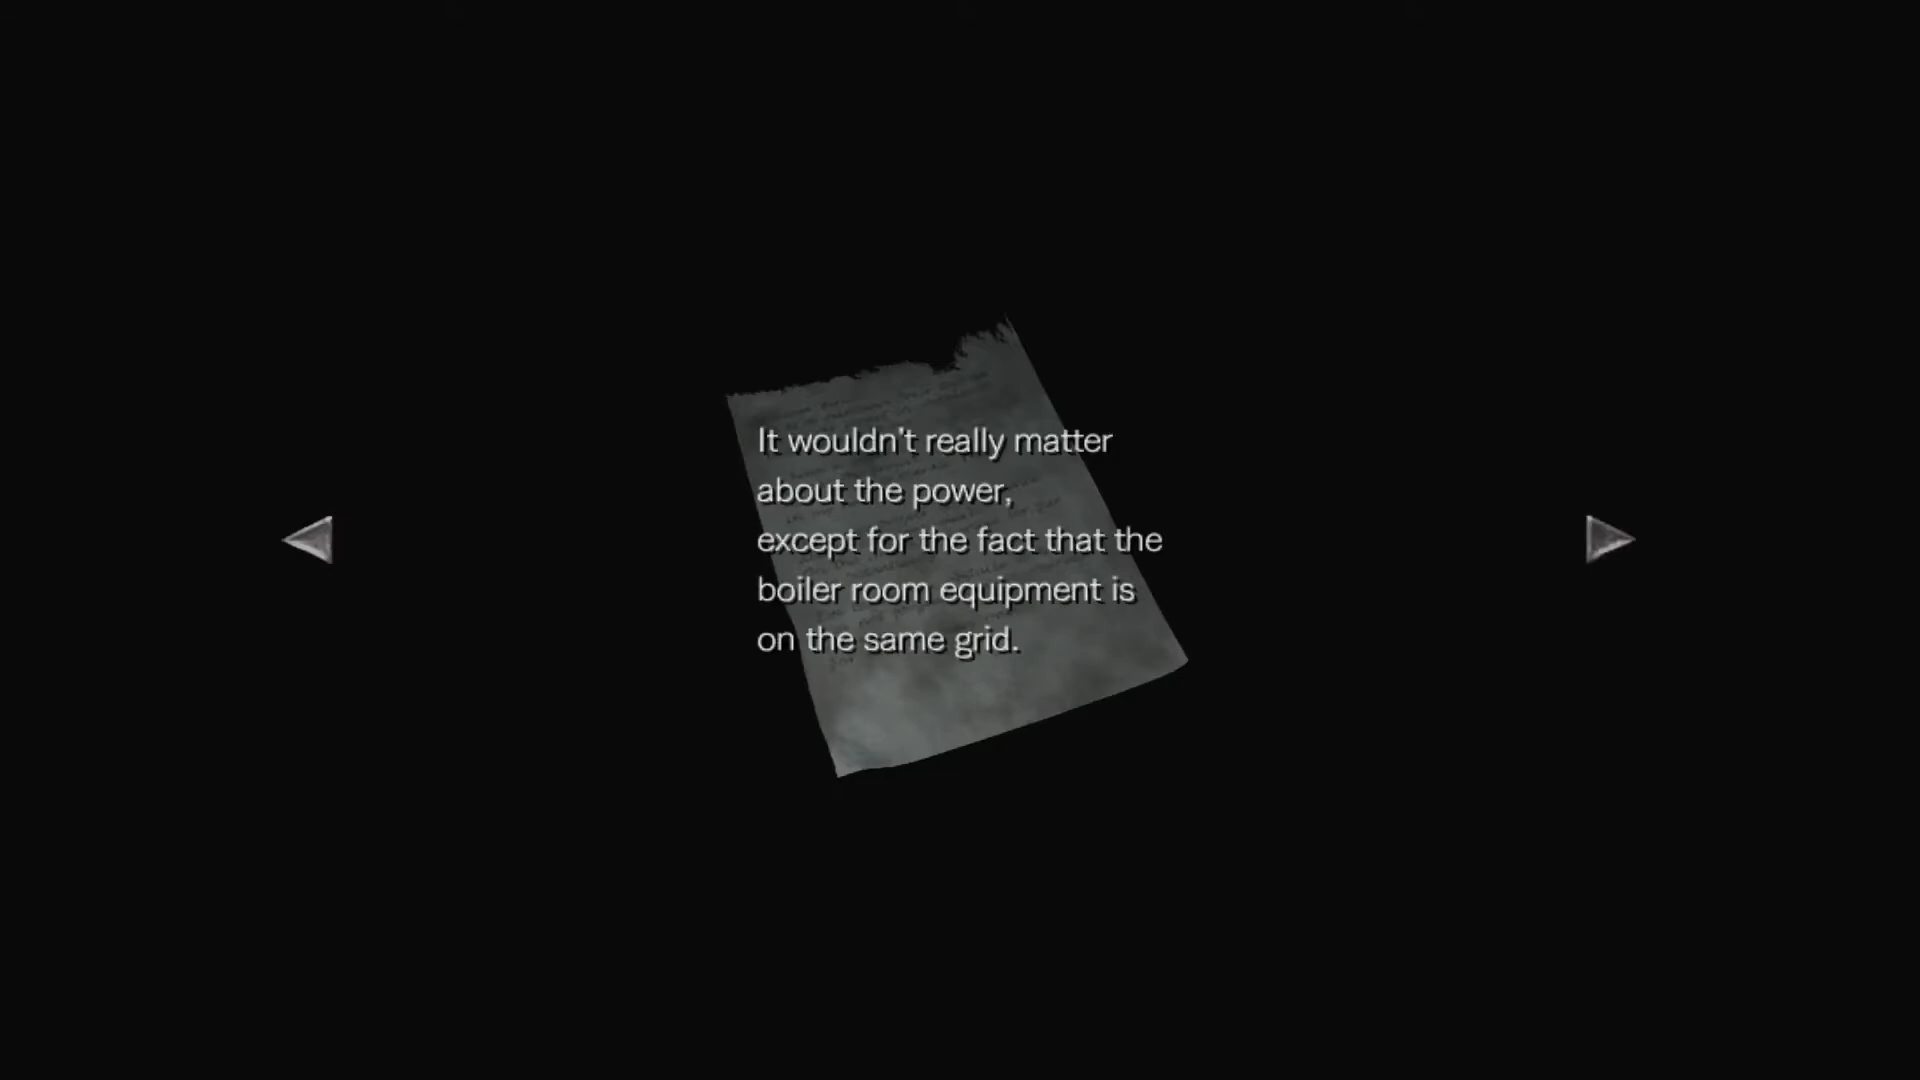 It wouldn't really matter
about the power,
except for the fact that the
boiler room equipment is
on the same grid.